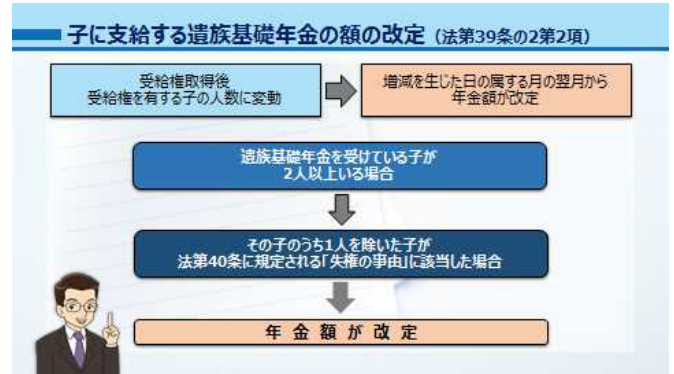 子に支給する遺族基礎年金の額の改定（法第39条の2第2項）
受給権取得後
受給権を有する子の人数に変動
増減を生じた日の属する月の翌月から
年金額が改定
遺族基礎年金を受けている子が
2人以上いる場合
その子のうち1人を除いた子が
法第40条に規定される「失権の事由」に該当した場合
年金額が改定